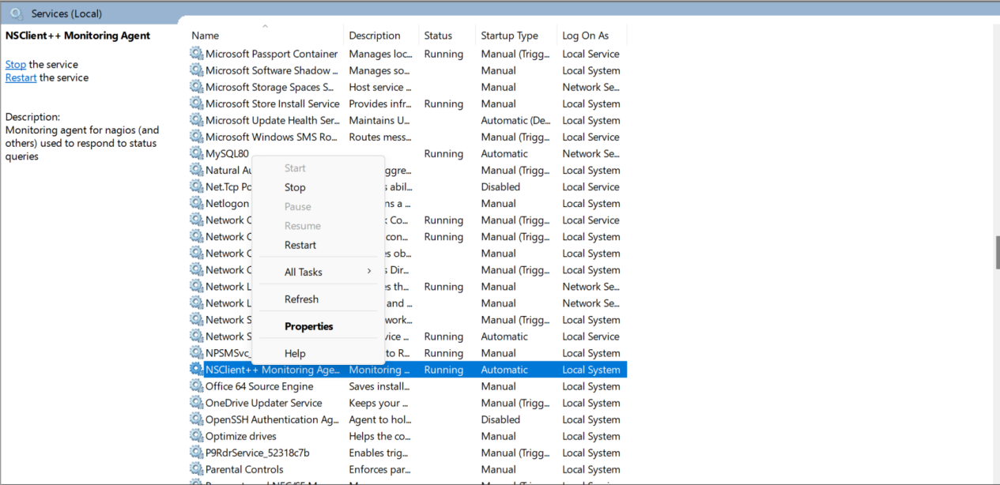 Services (Local)
NSClient++ Monitoring Agent
Stop the service
Restart the service
Description:
Monitoring agent for nagios (and
others) used to respond to status
queries
Name Description Status Startup Type Log On As
Microsoft Passport Container Manages loc... Running Manual (Trigg... Local Service
Microsoft Software Shadow ... Manages so... Manual Local System
Microsoft Storage Spaces S... Host service ... Manual Network Se...
Microsoft Store Install Service Provides infr... Running Manual Local System
Microsoft Update Health Ser... Maintains U... Automatic (De... Local System
Microsoft Windows SMS Ro... Routes mess... Manual (Trigg... Local Service
MySQL80 Running Automatic Network Se...
Natural Au ggre... Manual (Trigg... Local System
Net.Tcp Po s abil... Disabled Local Service
Netlogon ns a ... Manual Local System
Network C Co... Running Manual (Trigg... Local Service
Network C con... Running Manual (Trigg... Local System
Network C es ob... Manual Local System
Network C s Dir... Manual (Trigg... Local System
Network L es th... Running Manual Network Se...
Network L and ... Manual Network Se...
Network S work... Manual (Trigg... Local System
Network S vice ... Running Automatic Local Service
NPSMSvc_ to R... Running Manual Local System
NSClient++ Monitoring Age... Monitoring ... Running Automatic Local System
Office 64 Source Engine Saves install... Manual Local System
OneDrive Updater Service Keeps your ... Manual (Trigg... Local System
OpenSSH Authentication Ag... Agent to hol... Disabled Local System
Optimize drives Helps the co... Manual Local System
P9RdrService_52318c7b Enables trig... Manual (Trigg... Local System
Parental Controls Enforces par... Manual Local System
Start
Stop
Pause
Resume
Restart
All Tasks
Refresh
Properties
Help